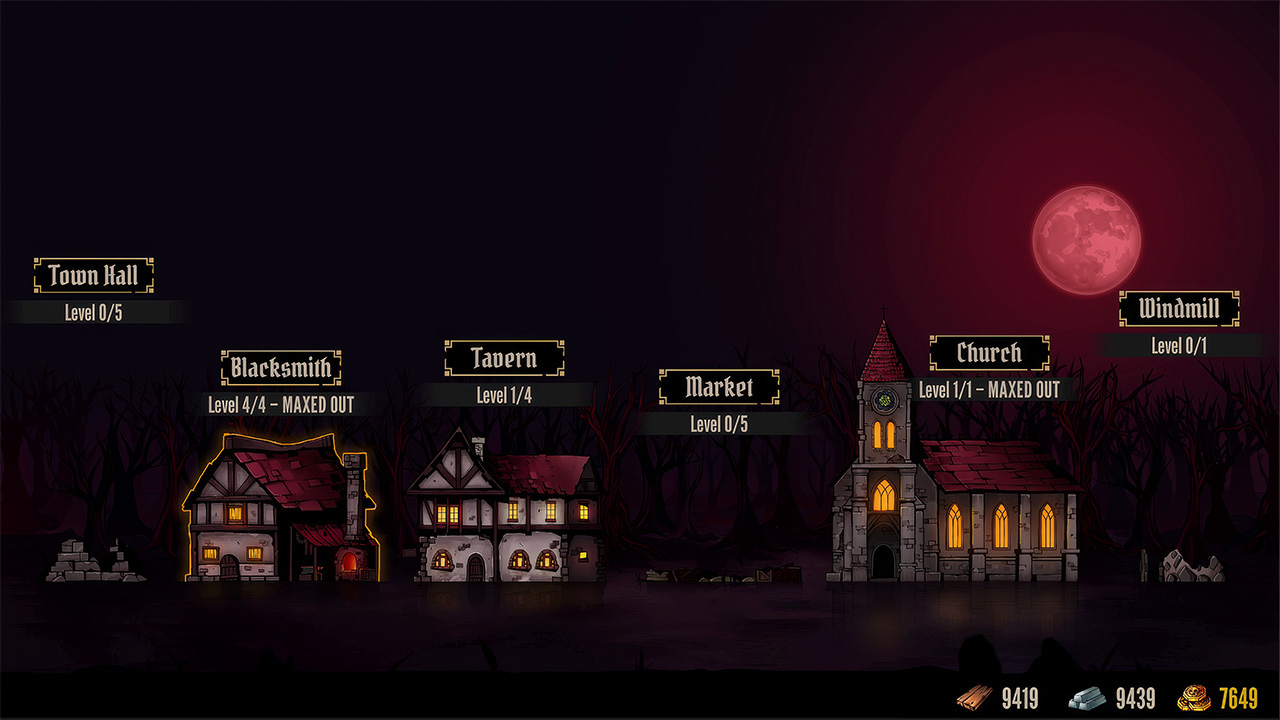 Town Hall
Level 0/5
Blacksmith
Level 4/4 – MAXED OUT
Tavern
Level 1/4
Market
Level 0/5
Church
Level 1/1 – MAXED OUT
Windmill
Level 0/1
9419
9439
7649